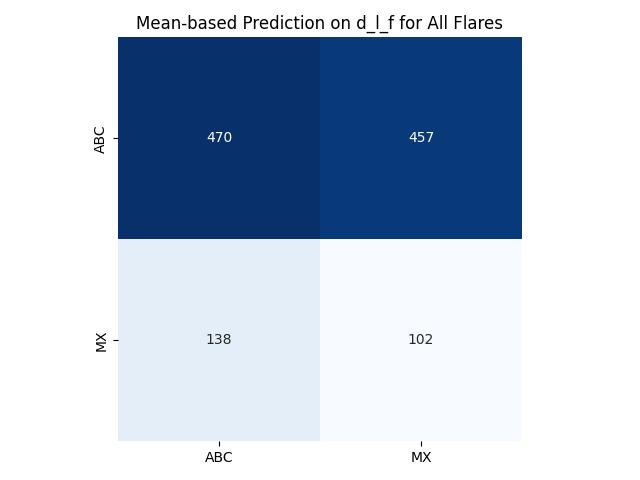 Mean-based Prediction on d_l_f for All Flares
ABC
470
457
MX
138
102
ABC
MX